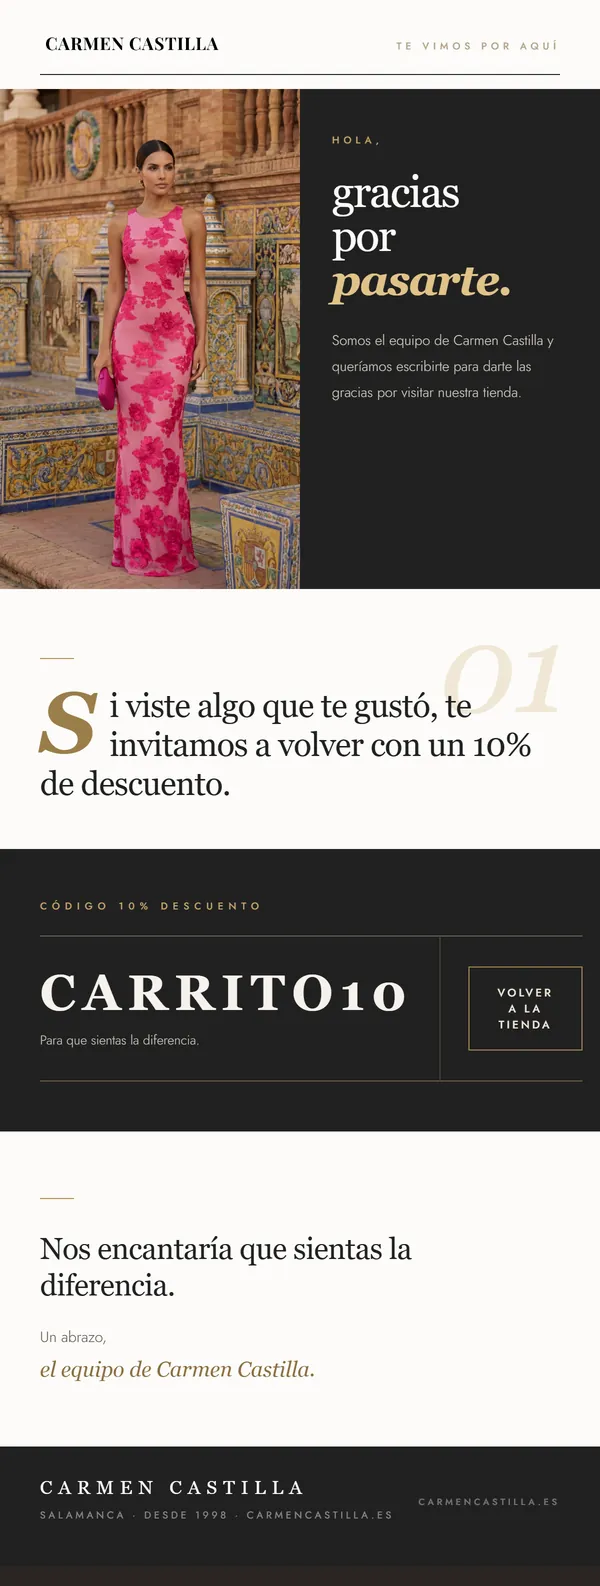 CARMEN CASTILLA
TE VIMOS POR AQUÍ
HOLA,
gracias
por
pasarte.
Somos el equipo de Carmen Castilla y
queríamos escribirte para darte las
gracias por visitar nuestra tienda.
01
Si viste algo que te gustó, te
invitamos a volver con un 10%
de descuento.
CÓDIGO 10% DESCUENTO
CARRITO10
Para que sientas la diferencia.
VOLVER
A LA
TIENDA
Nos encantaría que sientas la
diferencia.
Un abrazo,
el equipo de Carmen Castilla.
CARMEN CASTILLA
SALAMANCA · DESDE 1998 · CARMENCASTILLA.ES
CARMENCASTILLA.ES